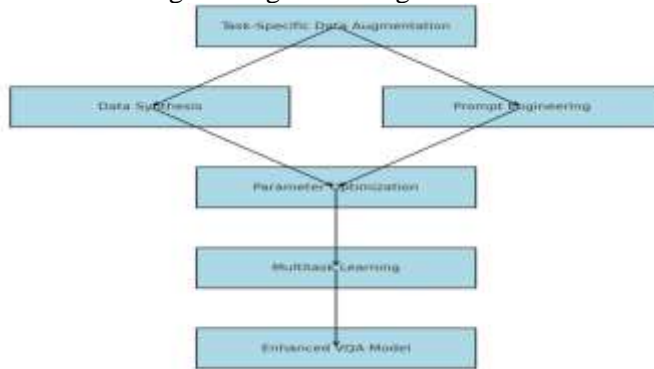 Task-Specific Data Augmentation
Data Synthesis
Prompt Engineering
Parameter Optimization
Multitask Learning
Enhanced VQA Model